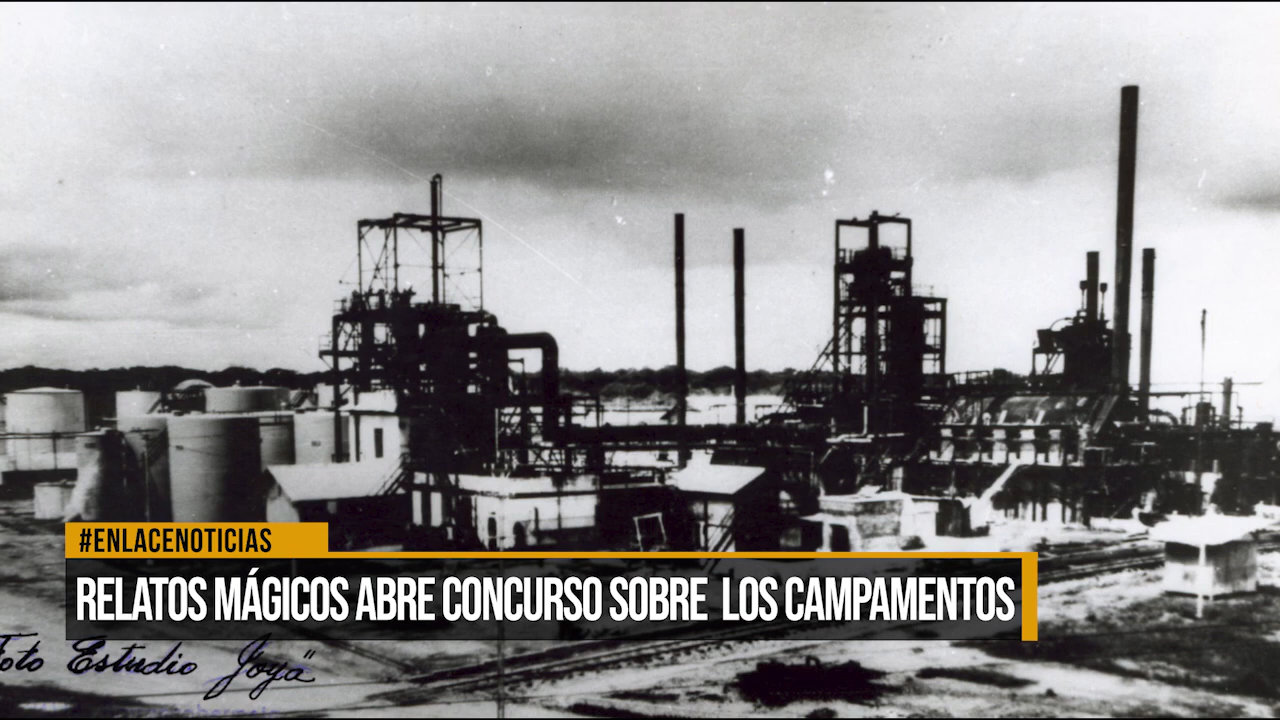 #ENLACENOTICIAS
RELATOS MÁGICOS ABRE CONCURSO SOBRE LOS CAMPAMENTOS
Foto Estudio Joya"